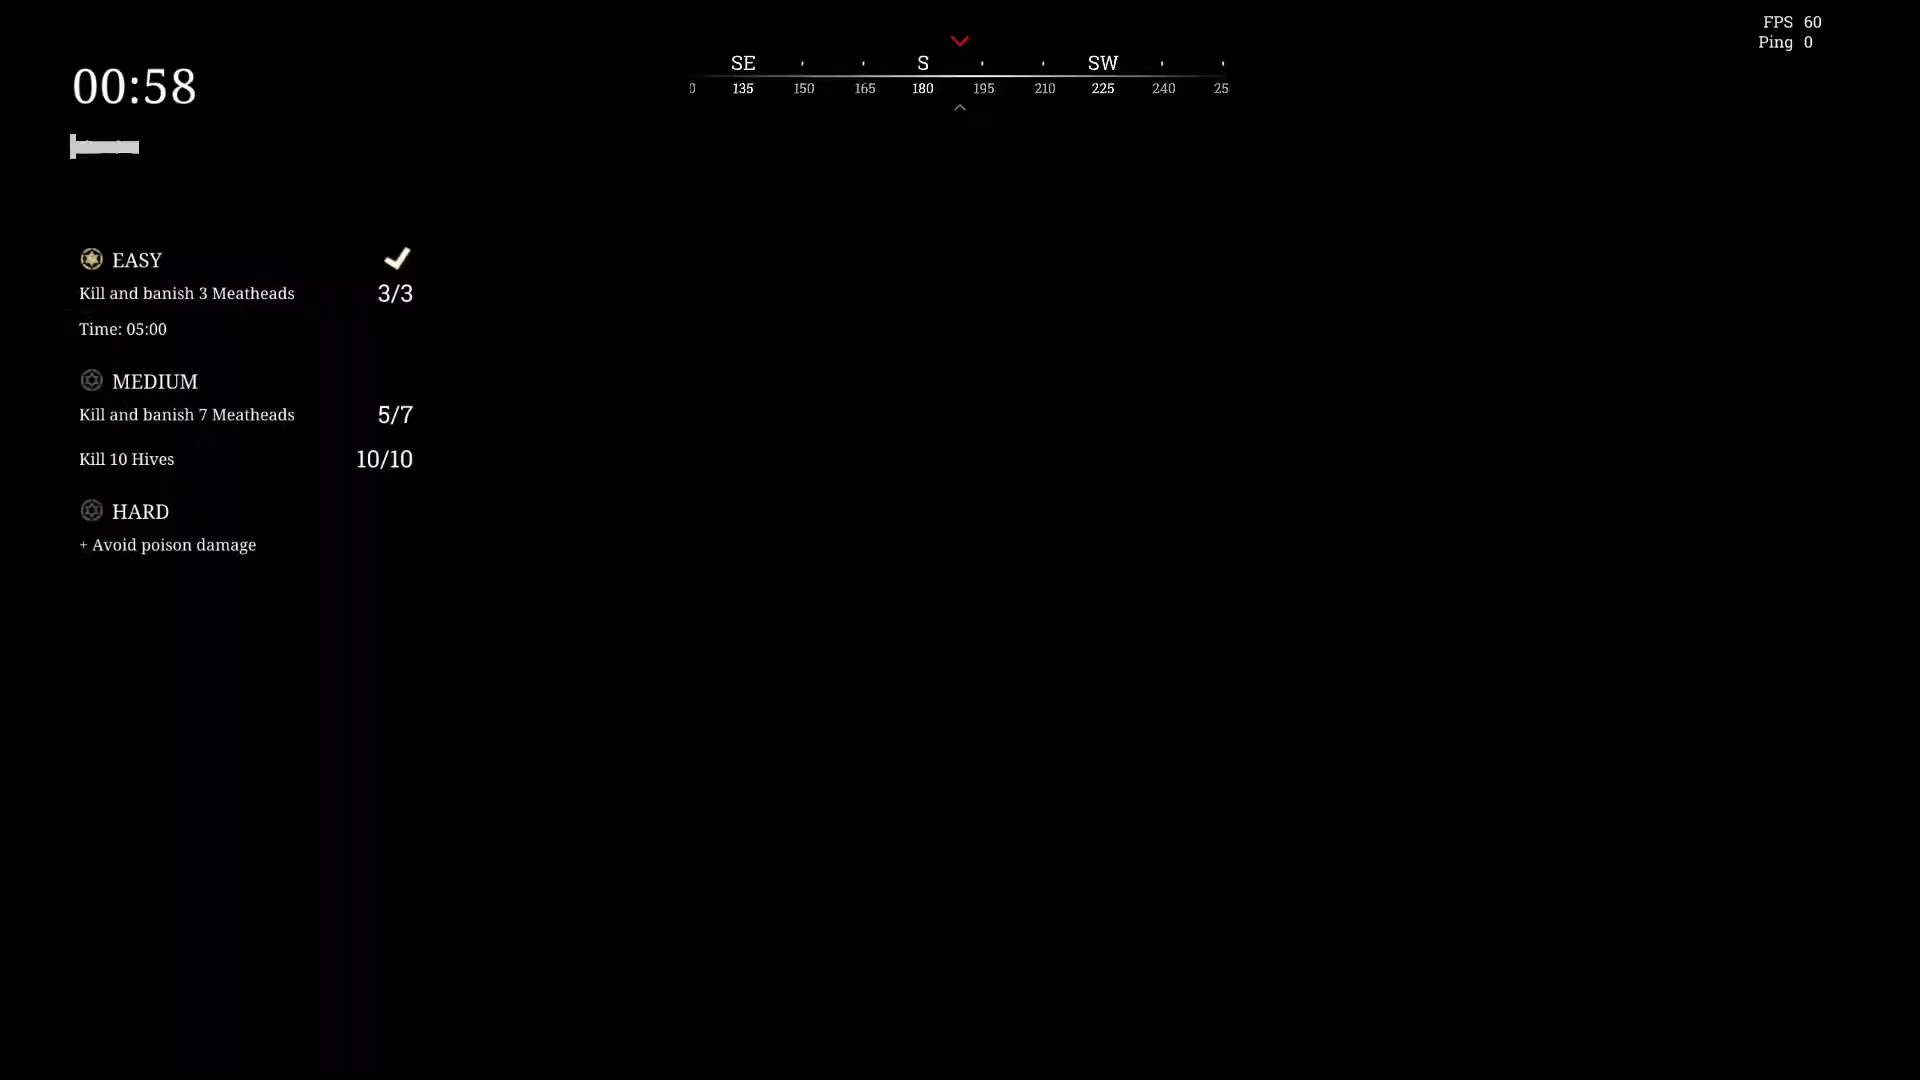 FPS 60
Ping 0
00:58
SE S SW
135 150 165 180 195 210 225 240 25
EASY
Kill and banish 3 Meatheads 3/3
Time: 05:00
MEDIUM
Kill and banish 7 Meatheads 5/7
Kill 10 Hives 10/10
HARD
+ Avoid poison damage